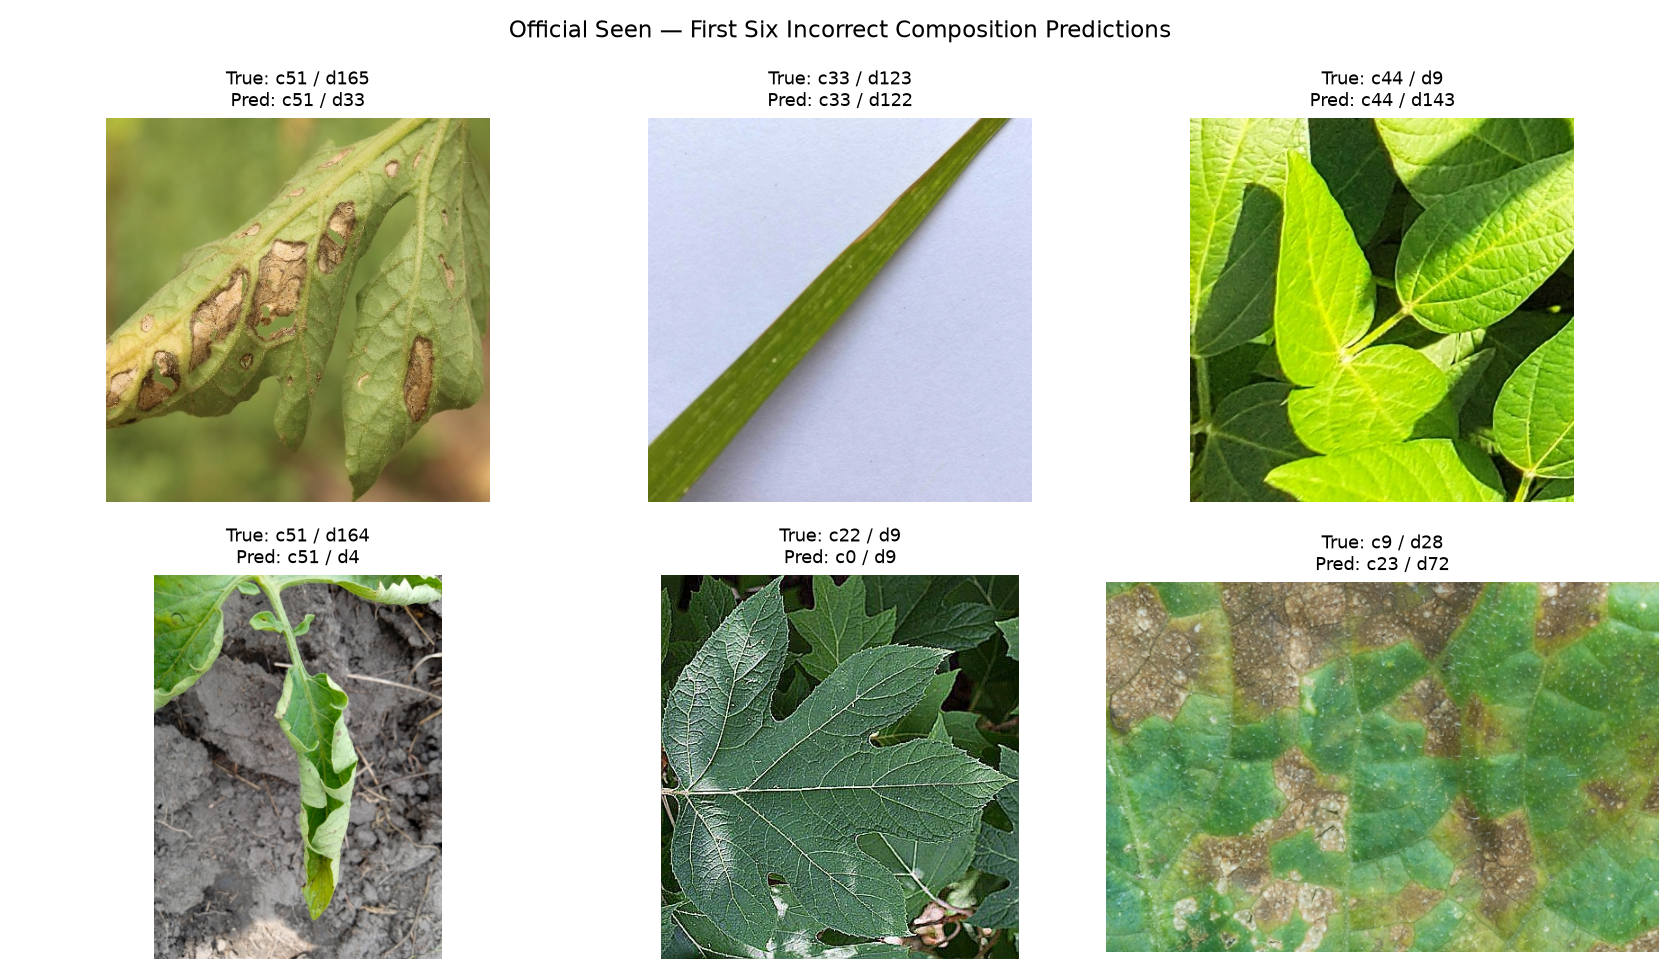 Official Seen — First Six Incorrect Composition Predictions
True: c51 / d165
Pred: c51 / d33
True: c33 / d123
Pred: c33 / d122
True: c44 / d9
Pred: c44 / d143
True: c51 / d164
Pred: c51 / d4
True: c22 / d9
Pred: c0 / d9
True: c9 / d28
Pred: c23 / d72